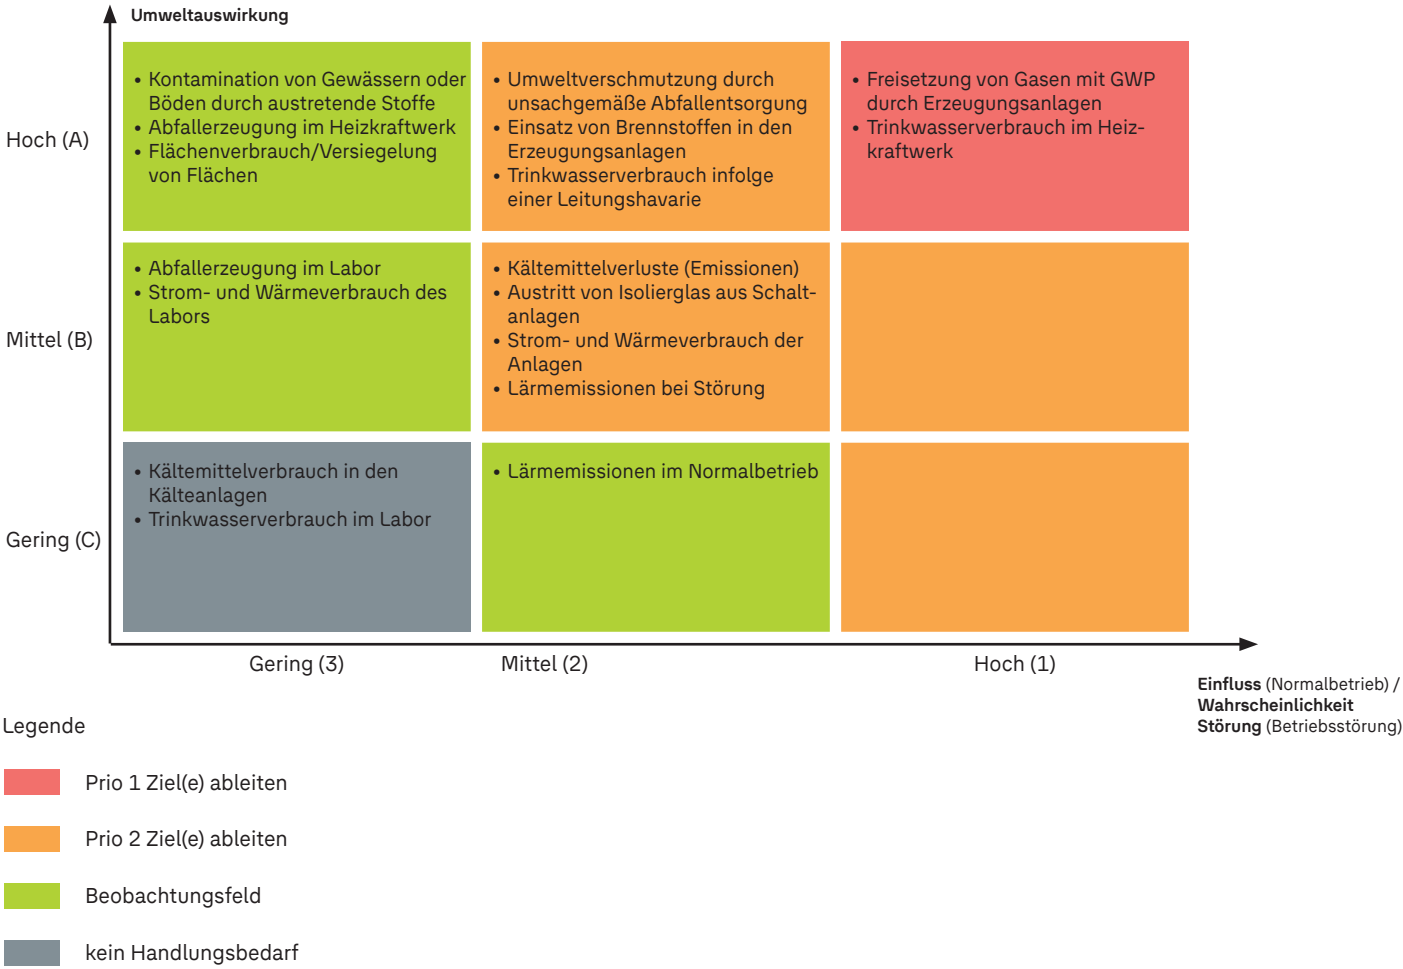 Umweltauswirkung
Hoch (A)
• Kontamination von Gewässern oder
Böden durch austretende Stoffe
• Abfallerzeugung im Heizkraftwerk
• Flächenverbrauch/Versiegelung
von Flächen
• Umweltverschmutzung durch
unsachgemäße Abfallentsorgung
• Einsatz von Brennstoffen in den
Erzeugungsanlagen
• Trinkwasserverbrauch infolge
einer Leitungshavarie
• Freisetzung von Gasen mit GWP
durch Erzeugungsanlagen
• Trinkwasserverbrauch im Heiz-
kraftwerk
Mittel (B)
• Abfallerzeugung im Labor
• Strom- und Wärmeverbrauch des
Labors
• Kältemittelverluste (Emissionen)
• Austritt von Isolierglas aus Schalt-
anlagen
• Strom- und Wärmeverbrauch der
Anlagen
• Lärmemissionen bei Störung
Gering (C)
• Kältemittelverbrauch in den
Kälteanlagen
• Trinkwasserverbrauch im Labor
• Lärmemissionen im Normalbetrieb
Gering (3)
Mittel (2)
Hoch (1)
Einfluss (Normalbetrieb) /
Wahrscheinlichkeit
Störung (Betriebsstörung)
Legende
Prio 1 Ziel(e) ableiten
Prio 2 Ziel(e) ableiten
Beobachtungsfeld
kein Handlungsbedarf